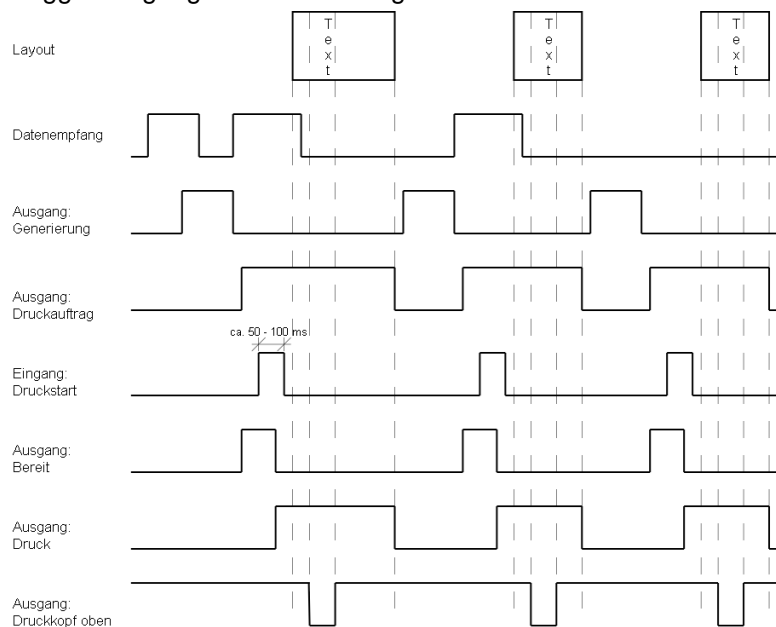 Layout
T
e
x
t
T
e
x
t
T
e
x
t
Datenempfang
Ausgang:
Generierung
Ausgang:
Druckauftrag
ca. 50 - 100 ms
Eingang:
Druckstart
Ausgang:
Bereit
Ausgang:
Druck
Ausgang:
Druckkopf oben